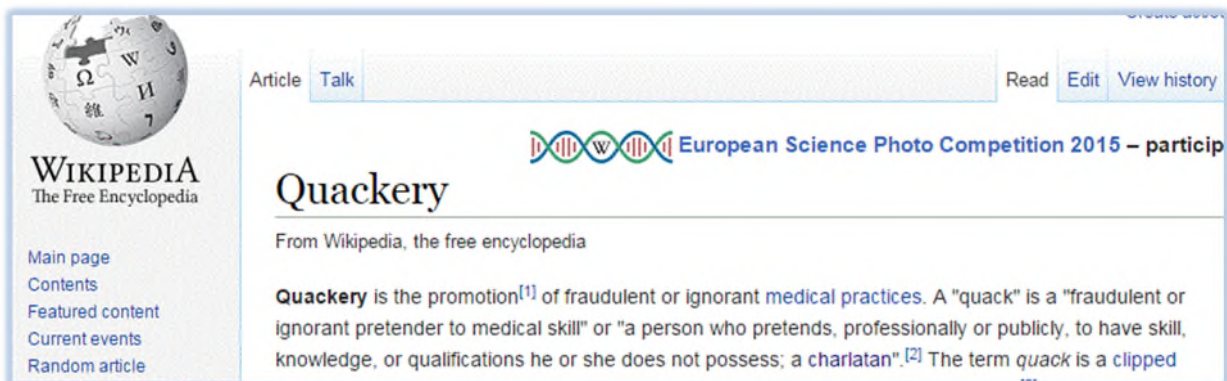 Article Talk Read Edit View history
W European Science Photo Competition 2015 – particip
WIKIPEDIA
The Free Encyclopedia
Quackery
From Wikipedia, the free encyclopedia
Main page
Contents
Featured content
Current events
Random article
Quackery is the promotion[1] of fraudulent or ignorant medical practices. A "quack" is a "fraudulent or
ignorant pretender to medical skill" or "a person who pretends, professionally or publicly, to have skill,
knowledge, or qualifications he or she does not possess; a charlatan".[2] The term quack is a clipped